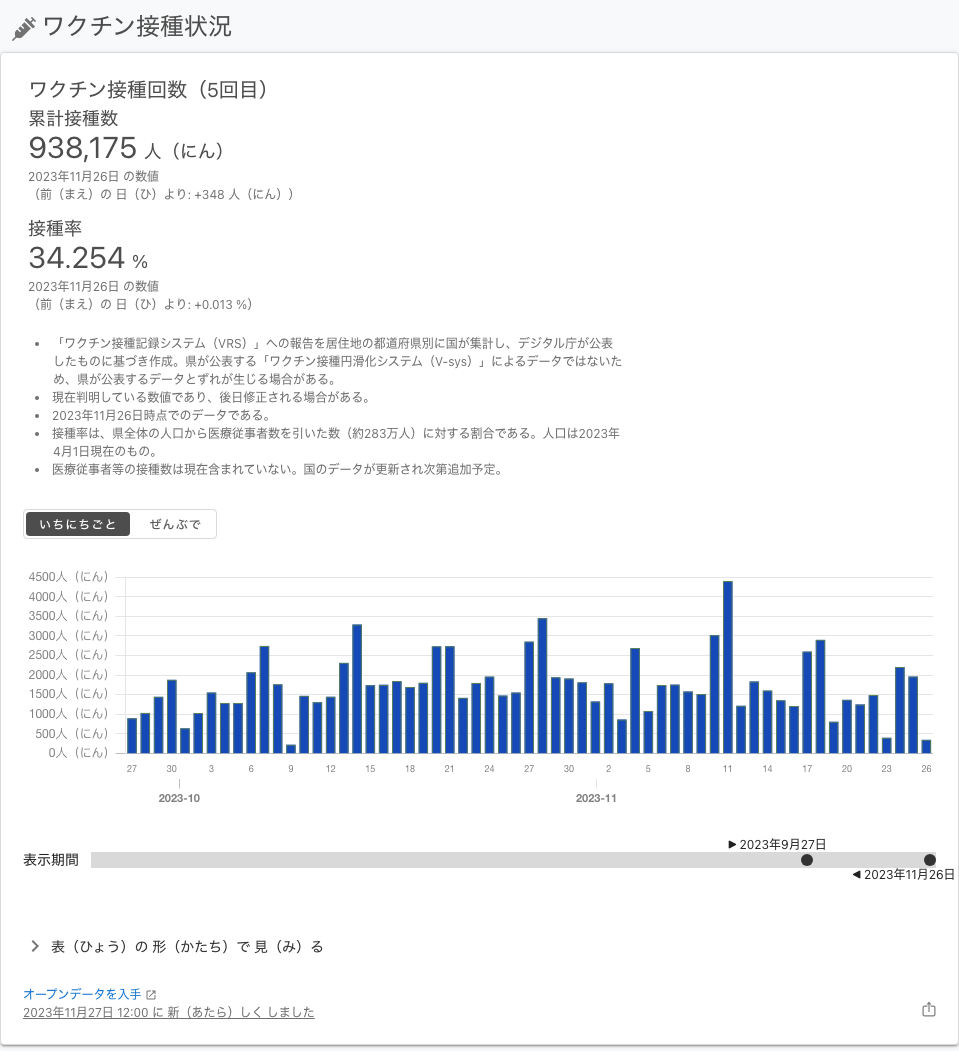 ワクチン接種状況
ワクチン接種回数（5回目）
累計接種数
938,175 人（にん）
2023年11月26日 の数値
（前（まえ）の 日（ひ）より: +348 人（にん））
接種率
34.254 %
2023年11月26日 の数値
（前（まえ）の 日（ひ）より: +0.013 %）
• 「ワクチン接種記録システム（VRS）」への報告を居住地の都道府県別に国が集計し、デジタル庁が公表
したものに基づき作成。県が公表する「ワクチン接種円滑化システム（V-sys）」によるデータではないた
め、県が公表するデータとずれが生じる場合がある。
• 現在判明している数値であり、後日修正される場合がある。
• 2023年11月26日時点でのデータである。
• 接種率は、県全体の人口から医療従事者数を引いた数（約283万人）に対する割合である。人口は2023年
4月1日現在のもの。
• 医療従事者等の接種数は現在含まれていない。国のデータが更新され次第追加予定。
いちにちごと ぜんぶで
4500人（にん）
4000人（にん）
3500人（にん）
3000人（にん）
2500人（にん）
2000人（にん）
1500人（にん）
1000人（にん）
500人（にん）
0人（にん）
27 30 3 6 9 12 15 18 21 24 27 30 2 5 8 11 14 17 20 23 26
2023-10 2023-11
▶ 2023年9月27日
表示期間
◀ 2023年11月26日
表（ひょう）の 形（かたち）で 見（み）る
オープンデータを入手
2023年11月27日 12:00 に 新（あたら）しく しました